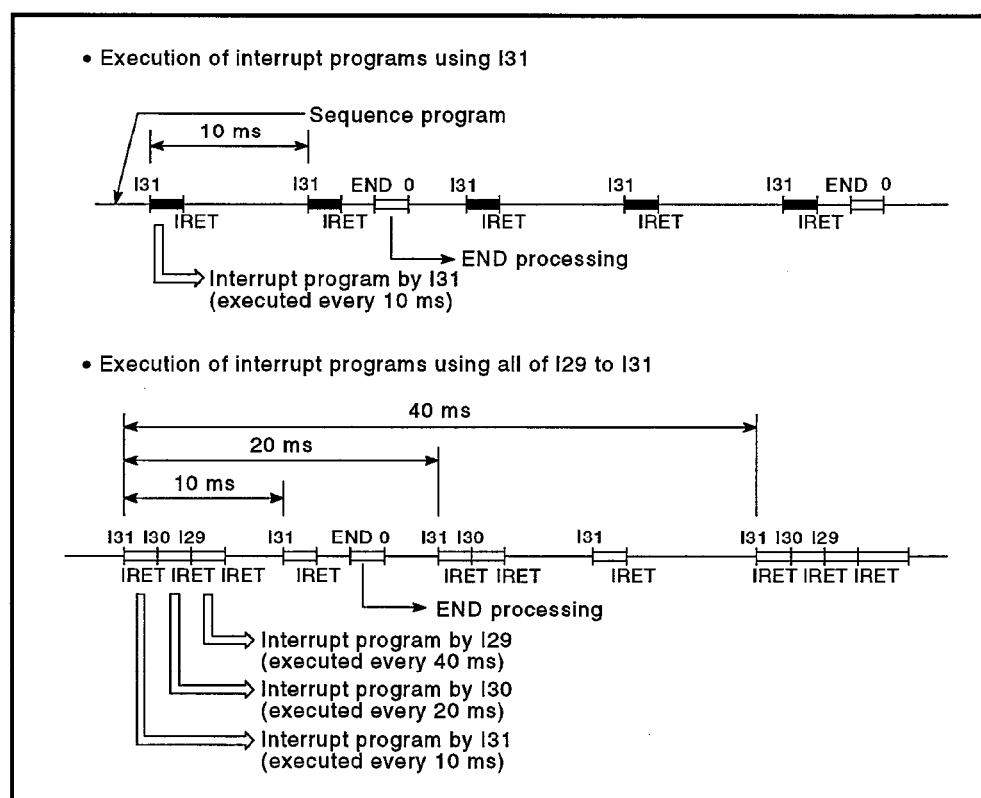 • Execution of interrupt programs using I31
Sequence program
10 ms
I31 I31 END 0 I31 I31 I31 END 0
IRET IRET IRET IRET IRET
END processing
Interrupt program by I31
(executed every 10 ms)
• Execution of interrupt programs using all of I29 to I31
40 ms
20 ms
10 ms
I31 I30 I29 I31 END 0 I31 I30 I31 I31 I30 I29
IRET IRET IRET IRET IRET IRET IRET IRET IRET IRET
END processing
Interrupt program by I29
(executed every 40 ms)
Interrupt program by I30
(executed every 20 ms)
Interrupt program by I31
(executed every 10 ms)